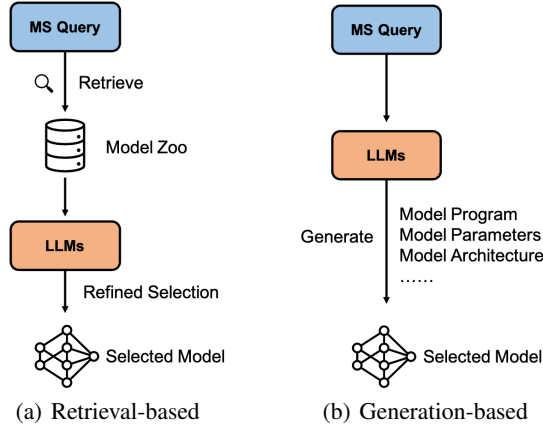 MS Query
Retrieve
Model Zoo
LLMs
Refined Selection
Selected Model
(a) Retrieval-based
MS Query
LLMs
Generate
Model Program
Model Parameters
Model Architecture
......
Selected Model
(b) Generation-based